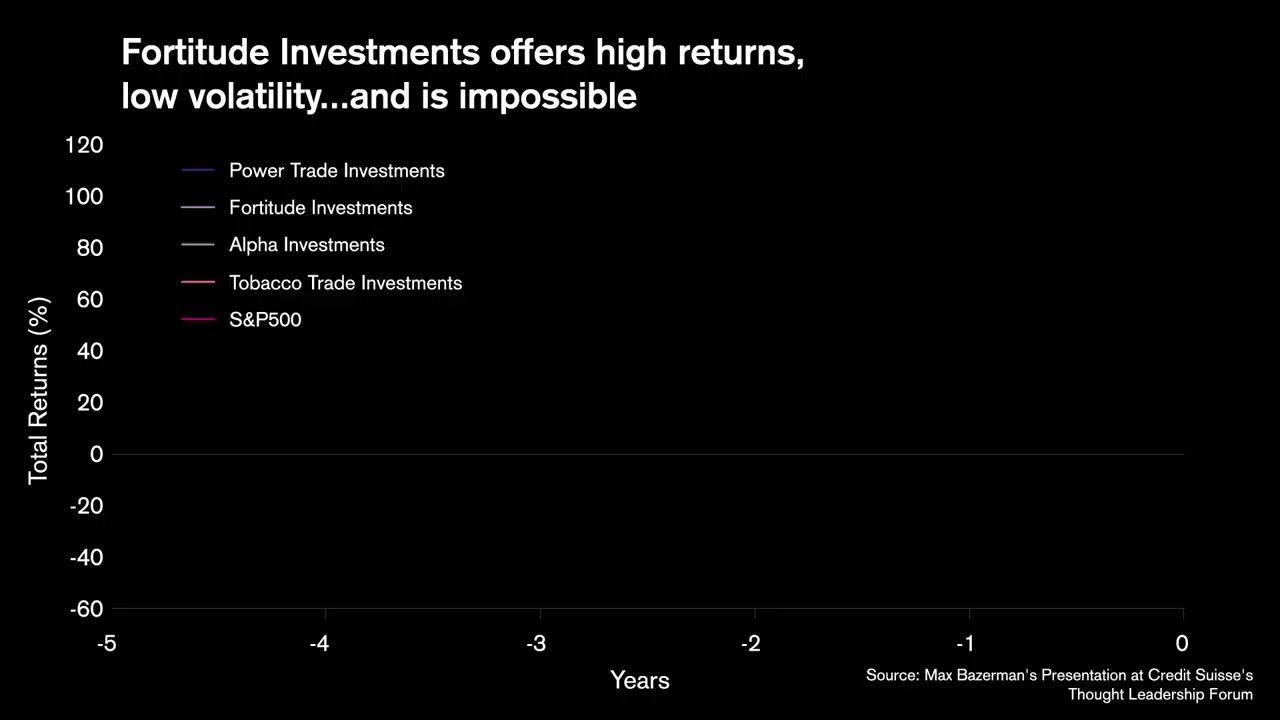 Fortitude Investments offers high returns,
low volatility...and is impossible
120
100
80
60
40
20
0
-20
-40
-60
Total Returns (%)
Power Trade Investments
Fortitude Investments
Alpha Investments
Tobacco Trade Investments
S&P500
-5
-4
-3
-2
-1
0
Years
Source: Max Bazerman's Presentation at Credit Suisse's
Thought Leadership Forum